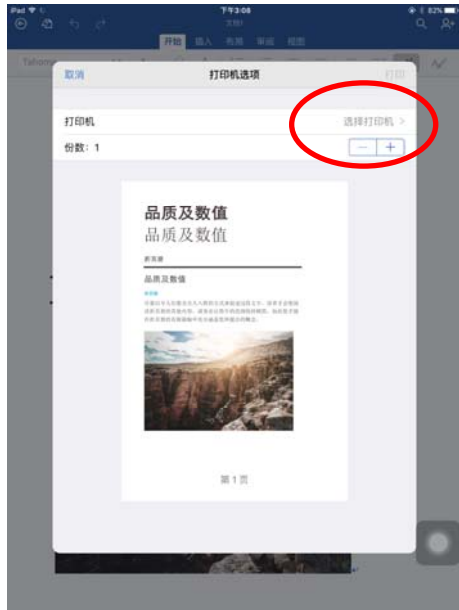 iPad 下午3:08 82%
文档1
开始 插入 布局 审阅 视图
Tahoma
取消 打印机选项 打印
打印机 选择打印机 >
份数：1 − +
品质及数值
品质及数值
品质及数值
第 1 页